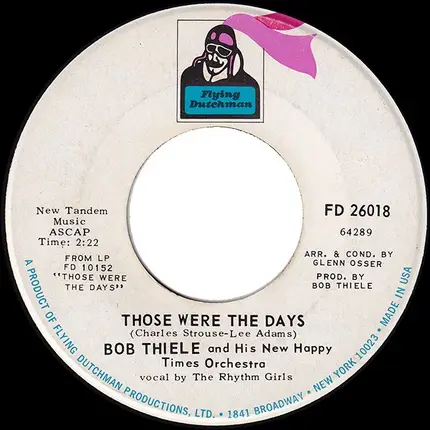 Flying
Dutchman
New Tandem
Music
ASCAP
Time: 2:22
FROM LP
FD 10152
"THOSE WERE
THE DAYS"
FD 26018
64289
ARR. & COND. BY
GLENN OSSER
PROD. BY
BOB THIELE
THOSE WERE THE DAYS
(Charles Strouse-Lee Adams)
BOB THIELE and His New Happy
Times Orchestra
vocal by The Rhythm Girls
A PRODUCT OF FLYING DUTCHMAN PRODUCTIONS, LTD. • 1841 BROADWAY • NEW YORK 10023 • MADE IN USA